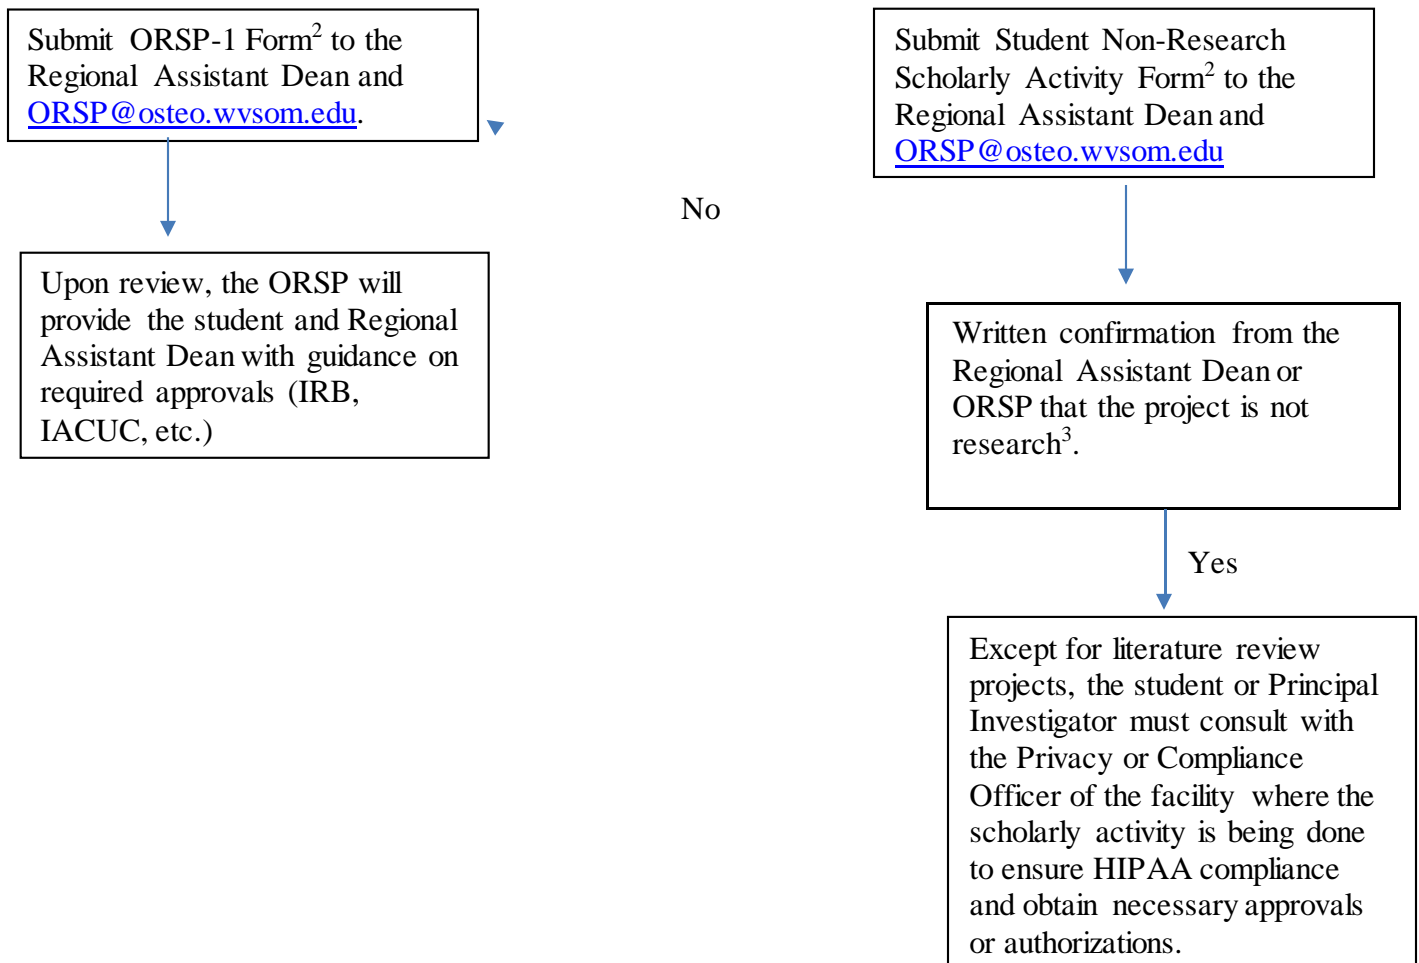 Submit ORSP-1 Form2 to the
Regional Assistant Dean and
ORSP@osteo.wvsom.edu.
Submit Student Non-Research
Scholarly Activity Form2 to the
Regional Assistant Dean and
ORSP@osteo.wvsom.edu
No
Upon review, the ORSP will
provide the student and Regional
Assistant Dean with guidance on
required approvals (IRB,
IACUC, etc.)
Written confirmation from the
Regional Assistant Dean or
ORSP that the project is not
research3.
Yes
Except for literature review
projects, the student or Principal
Investigator must consult with
the Privacy or Compliance
Officer of the facility where the
scholarly activity is being done
to ensure HIPAA compliance
and obtain necessary approvals
or authorizations.